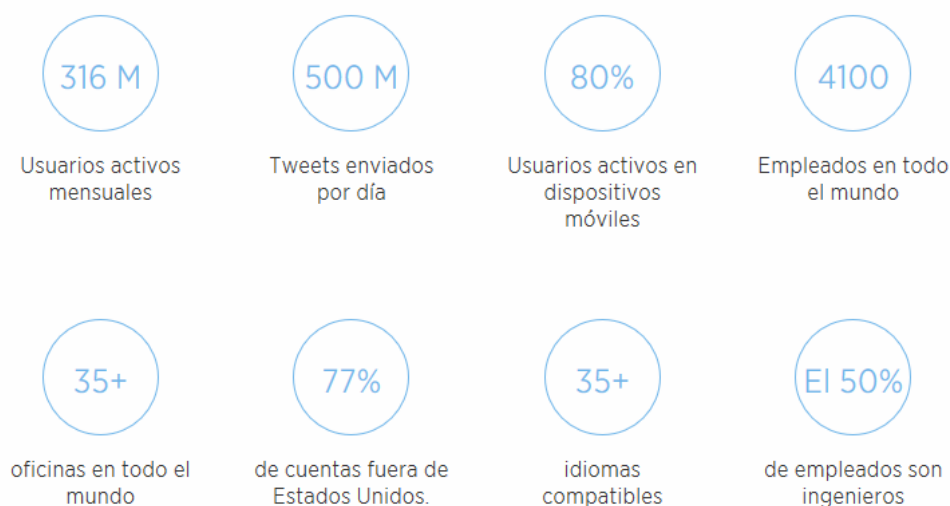 316 M
Usuarios activos
mensuales
500 M
Tweets enviados
por día
80%
Usuarios activos en
dispositivos
móviles
4100
Empleados en todo
el mundo
35+
oficinas en todo el
mundo
77%
de cuentas fuera de
Estados Unidos.
35+
idiomas
compatibles
El 50%
de empleados son
ingenieros